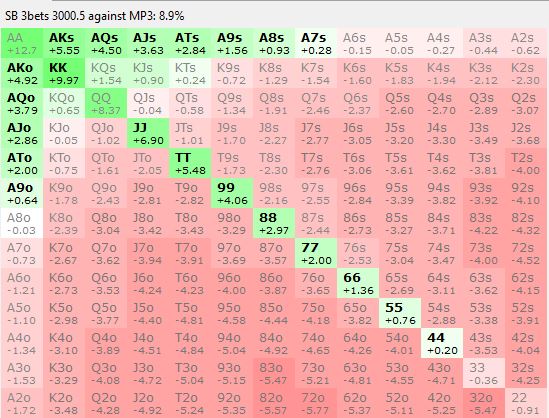 SB 3bets 3000.5 against MP3: 8.9%
AA AKs AQs AJs ATs A9s A8s A7s A6s A5s A4s A3s A2s
+12.7 +5.55 +4.50 +3.63 +2.84 +1.56 +0.93 +0.28 -0.15 -0.05 -0.27 -0.44 -0.62
AKo KK KQs KJs KTs K9s K8s K7s K6s K5s K4s K3s K2s
+4.92 +9.97 +1.54 +0.90 +0.24 -0.72 -1.29 -1.54 -1.60 -1.83 -1.94 -2.12 -2.30
AQo KQo QQ QJs QTs Q9s Q8s Q7s Q6s Q5s Q4s Q3s Q2s
+3.79 +0.65 +8.37 -0.04 -0.58 -1.34 -1.91 -2.46 -2.37 -2.60 -2.70 -2.89 -3.07
AJo KJo QJo JJ JTs J9s J8s J7s J6s J5s J4s J3s J2s
+2.86 -0.05 -1.02 +6.90 -1.01 -1.70 -2.27 -2.77 -3.05 -3.20 -3.30 -3.49 -3.68
ATo KTo QTo JTo TT T9s T8s T7s T6s T5s T4s T3s T2s
+2.00 -0.75 -1.61 -2.05 +5.48 -1.73 -2.30 -2.76 -3.06 -3.61 -3.62 -3.81 -4.00
A9o K9o Q9o J9o T9o 99 98s 97s 96s 95s 94s 93s 92s
+0.64 -1.78 -2.43 -2.81 -2.82 +4.06 -2.16 -2.55 -2.84 -3.39 -3.82 -3.92 -4.10
A8o K8o Q8o J8o T8o 98o 88 87s 86s 85s 84s 83s 82s
-0.03 -2.39 -3.04 -3.42 -3.43 -3.29 +2.97 -2.44 -2.73 -3.27 -3.71 -4.22 -4.32
A7o K7o Q7o J7o T7o 97o 87o 77 76s 75s 74s 73s 72s
-0.73 -2.67 -3.62 -3.94 -3.91 -3.69 -3.57 +2.00 -2.53 -3.04 -3.47 -4.00 -4.52
A6o K6o Q6o J6o T6o 96o 86o 76o 66 65s 64s 63s 62s
-1.21 -2.73 -3.53 -4.24 -4.23 -4.00 -3.87 -3.65 +1.36 -2.69 -3.11 -3.62 -4.15
A5o K5o Q5o J5o T5o 95o 85o 75o 65o 55 54s 53s 52s
-1.10 -2.98 -3.77 -4.40 -4.81 -4.58 -4.44 -4.18 -3.82 +0.76 -2.88 -3.38 -3.91
A4o K4o Q4o J4o T4o 94o 84o 74o 64o 54o 44 43s 42s
-1.34 -3.10 -3.89 -4.51 -4.84 -5.04 -4.92 -4.65 -4.26 -4.01 +0.20 -3.53 -4.04
A3o K3o Q3o J3o T3o 93o 83o 73o 63o 53o 43o 33 32s
-1.53 -3.29 -4.08 -4.72 -5.04 -5.15 -5.47 -5.21 -4.81 -4.55 -4.71 -0.36 -4.25
A2o K2o Q2o J2o T2o 92o 82o 72o 62o 52o 42o 32o 22
-1.72 -3.48 -4.28 -4.92 -5.24 -5.35 -5.57 -5.77 -5.37 -5.11 -5.25 -5.47 -0.91